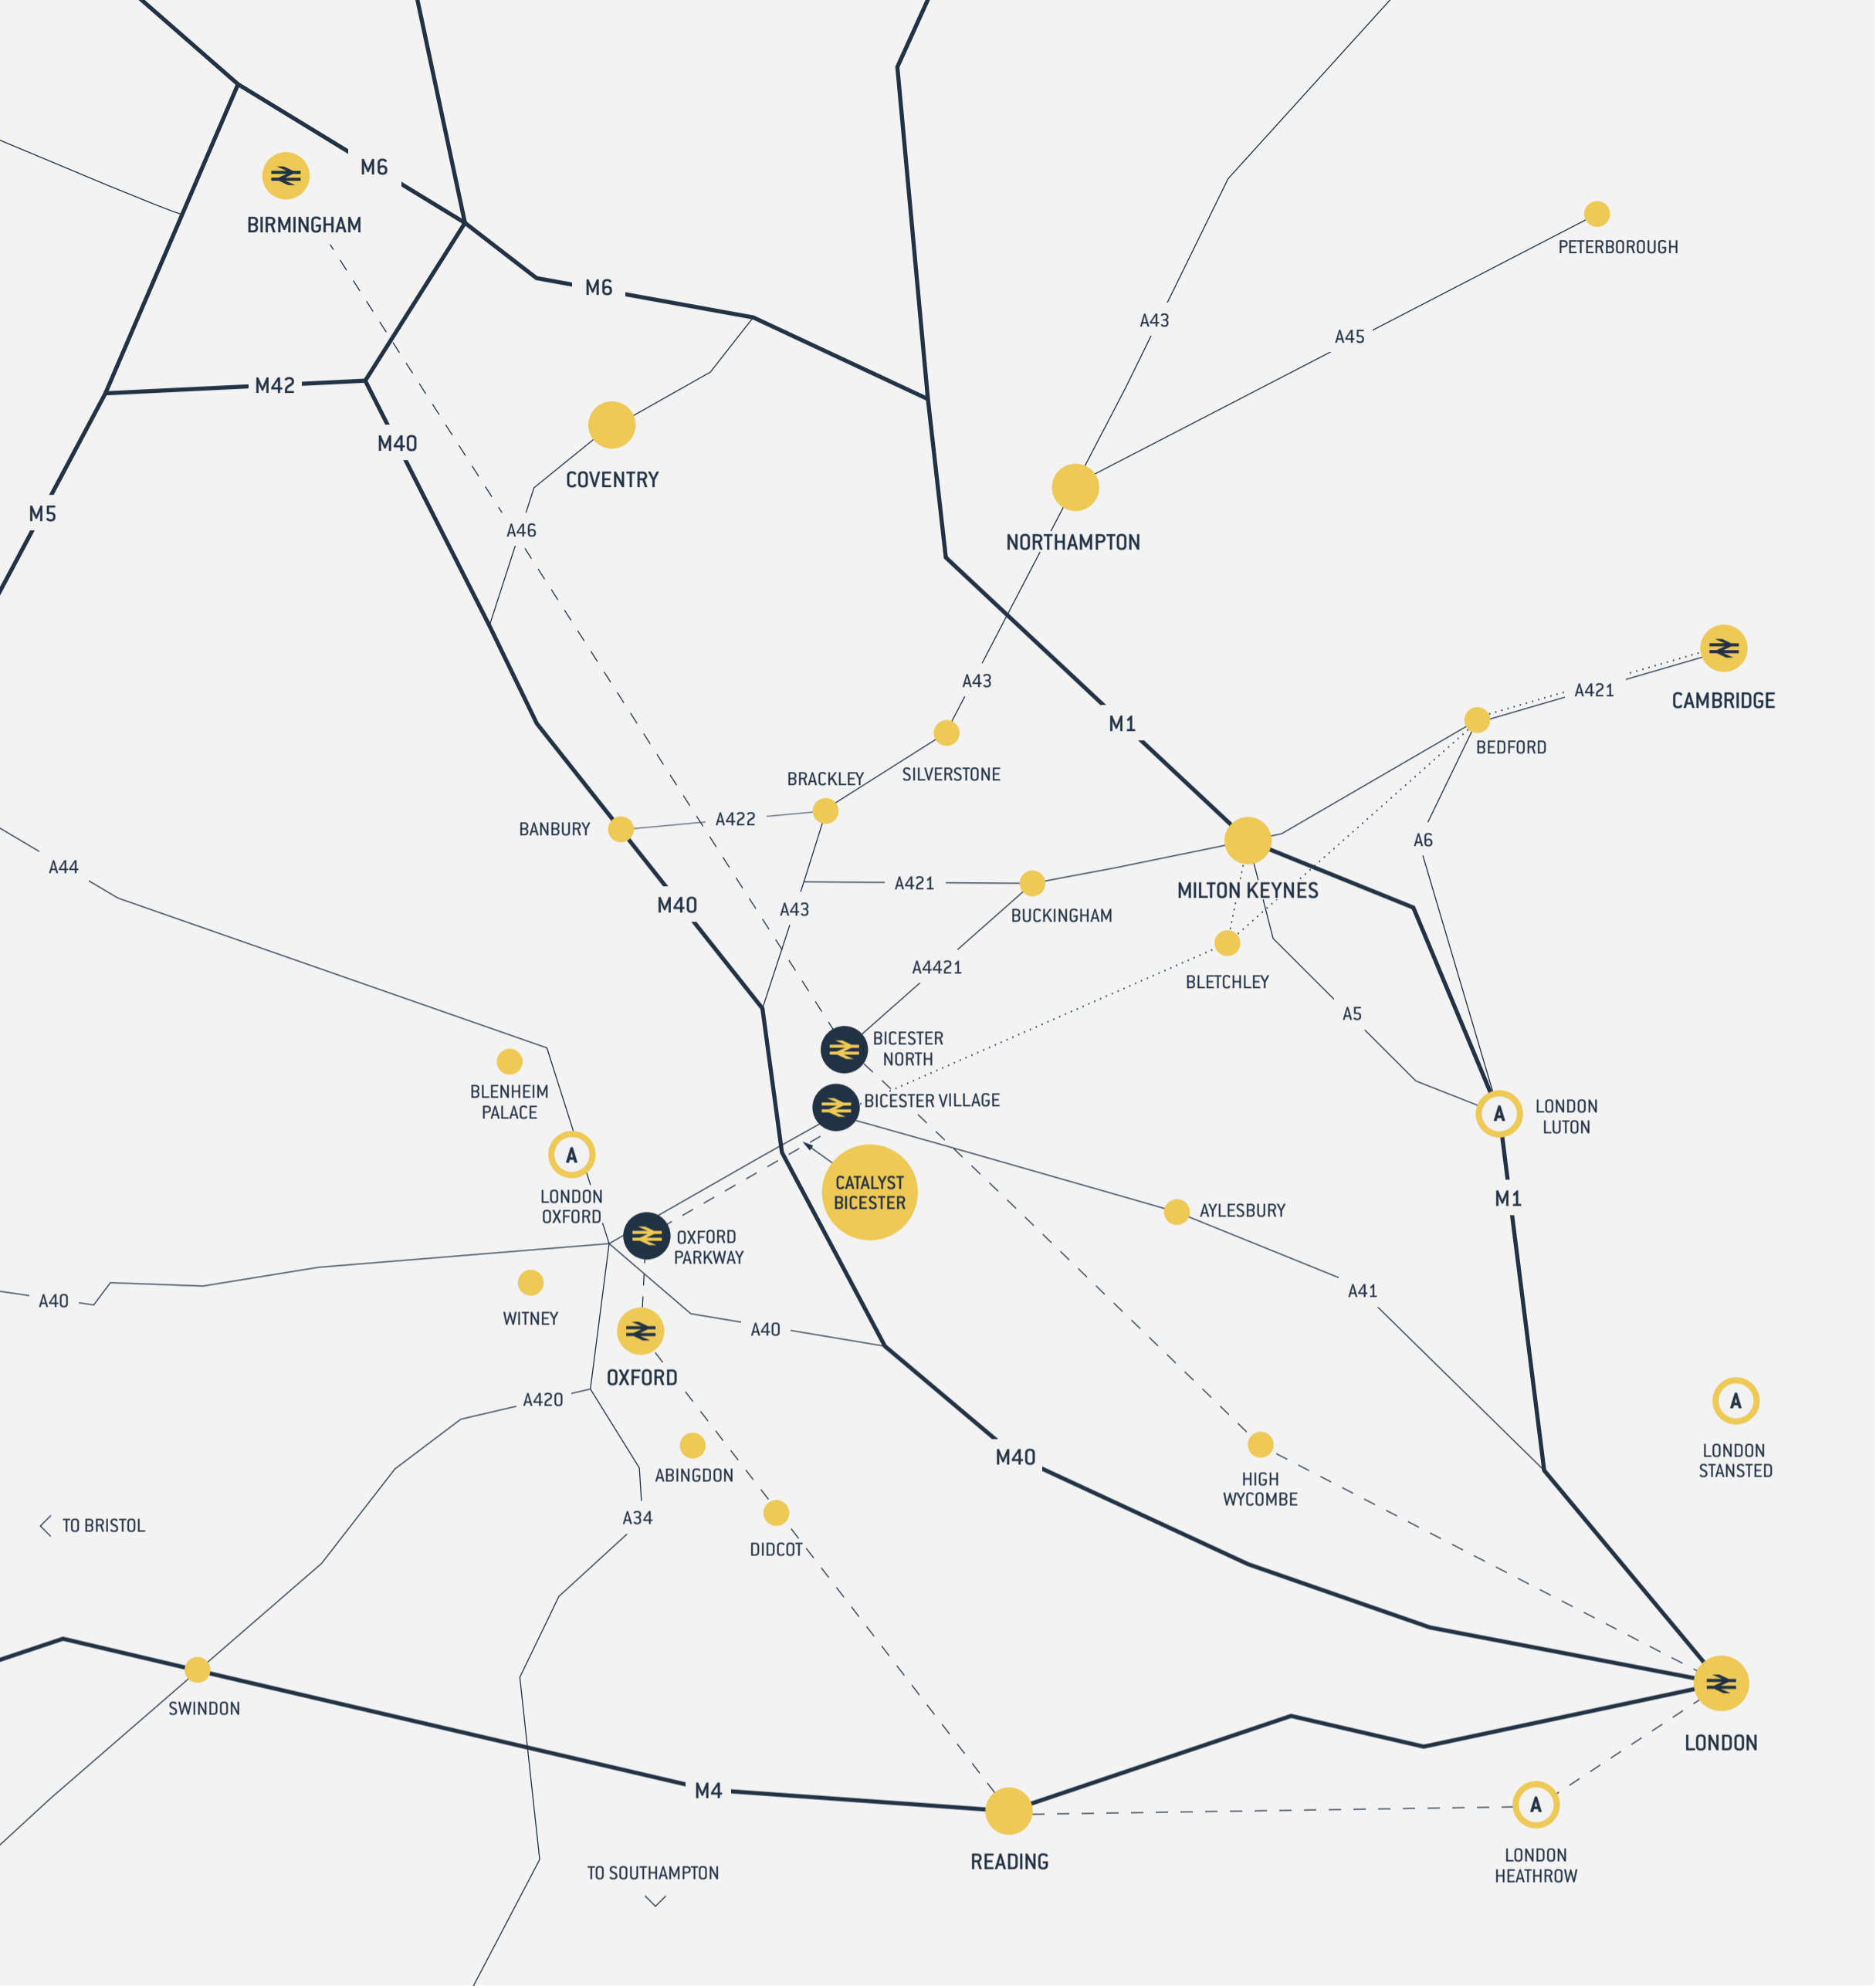 M6
BIRMINGHAM
PETERBOROUGH
M6
A43
A45
M42
M40
COVENTRY
M5
A46
NORTHAMPTON
A43
A421
CAMBRIDGE
M1
BEDFORD
SILVERSTONE
BRACKLEY
A422
BANBURY
A6
A44
A421
MILTON KEYNES
M40
A43
BUCKINGHAM
A4421
BLETCHLEY
A5
BICESTER
NORTH
BLENHEIM
PALACE
BICESTER VILLAGE
A
LONDON
LUTON
A
LONDON
OXFORD
CATALYST
BICESTER
M1
AYLESBURY
OXFORD
PARKWAY
A40
WITNEY
A40
A41
OXFORD
A420
A
LONDON
STANSTED
ABINGDON
M40
HIGH
WYCOMBE
A34
TO BRISTOL
DIDCOT
SWINDON
LONDON
M4
A
LONDON
HEATHROW
READING
TO SOUTHAMPTON